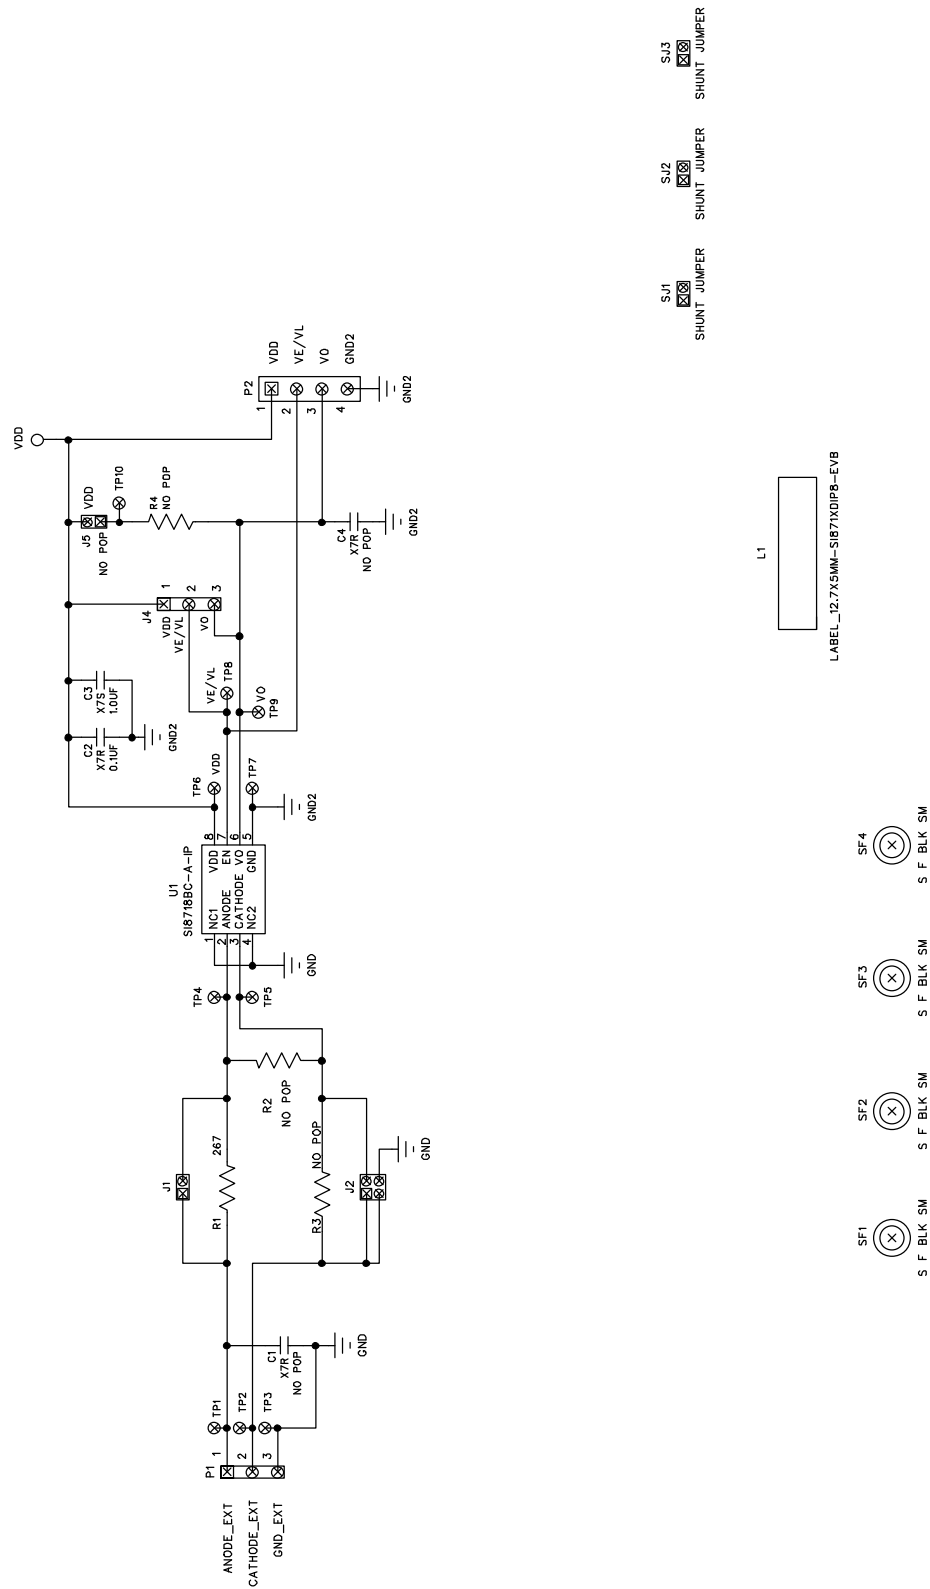 ANODE_EXT
CATHODE_EXT
GND_EXT
P1
1
2
3
TP1
TP2
TP3
C1
X7R
NO POP
GND
J1
R1
267
R3
NO POP
J2
GND
R2
NO POP
TP4
TP5
GND
U1
SI8718BC-A-IP
1
2
3
4
NC1
ANODE
CATHODE
NC2
VDD
EN
VO
GND
8
7
6
5
TP6
VDD
TP7
GND2
C2
X7R
0.1UF
C3
X7S
1.0UF
GND2
VE/VL
TP8
TP9
VO
J4
VDD
VE/VL
VO
1
2
3
J5
VDD
NO POP
TP10
R4
NO POP
C4
X7R
NO POP
GND2
VDD
P2
1
2
3
4
VDD
VE/VL
VO
GND2
GND2
SJ1
SHUNT JUMPER
SJ2
SHUNT JUMPER
SJ3
SHUNT JUMPER
L1
LABEL_12.7X5MM-SI871XDIP8-EVB
SF1
S F BLK SM
SF2
S F BLK SM
SF3
S F BLK SM
SF4
S F BLK SM